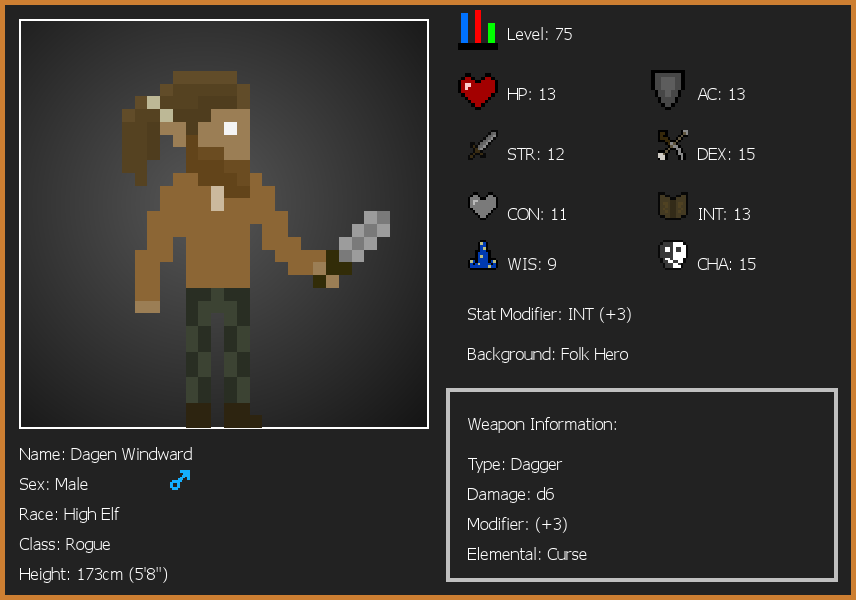 Level: 75
HP: 13
AC: 13
STR: 12
DEX: 15
CON: 11
INT: 13
WIS: 9
CHA: 15
Stat Modifier: INT (+3)
Background: Folk Hero
Weapon Information:
Type: Dagger
Damage: d6
Modifier: (+3)
Elemental: Curse
Name: Dagen Windward
Sex: Male
Race: High Elf
Class: Rogue
Height: 173cm (5'8")